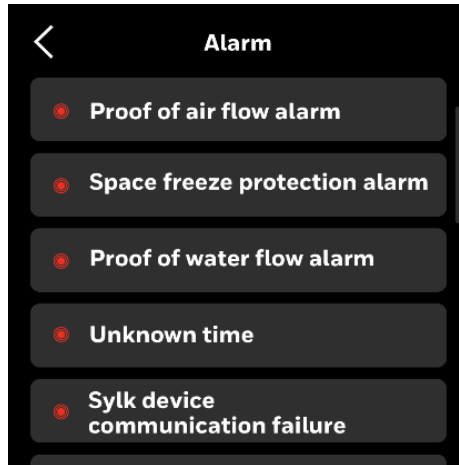 Alarm
Proof of air flow alarm
Space freeze protection alarm
Proof of water flow alarm
Unknown time
Sylk device
communication failure